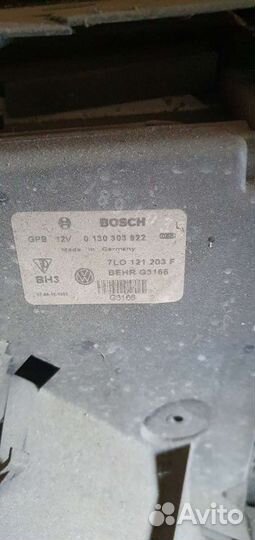 BOSCH
GPB 12V 0 130 303 922
Made in Germany
7L0 121 203 F
BH3
BEHR G3166
G3166
Avito